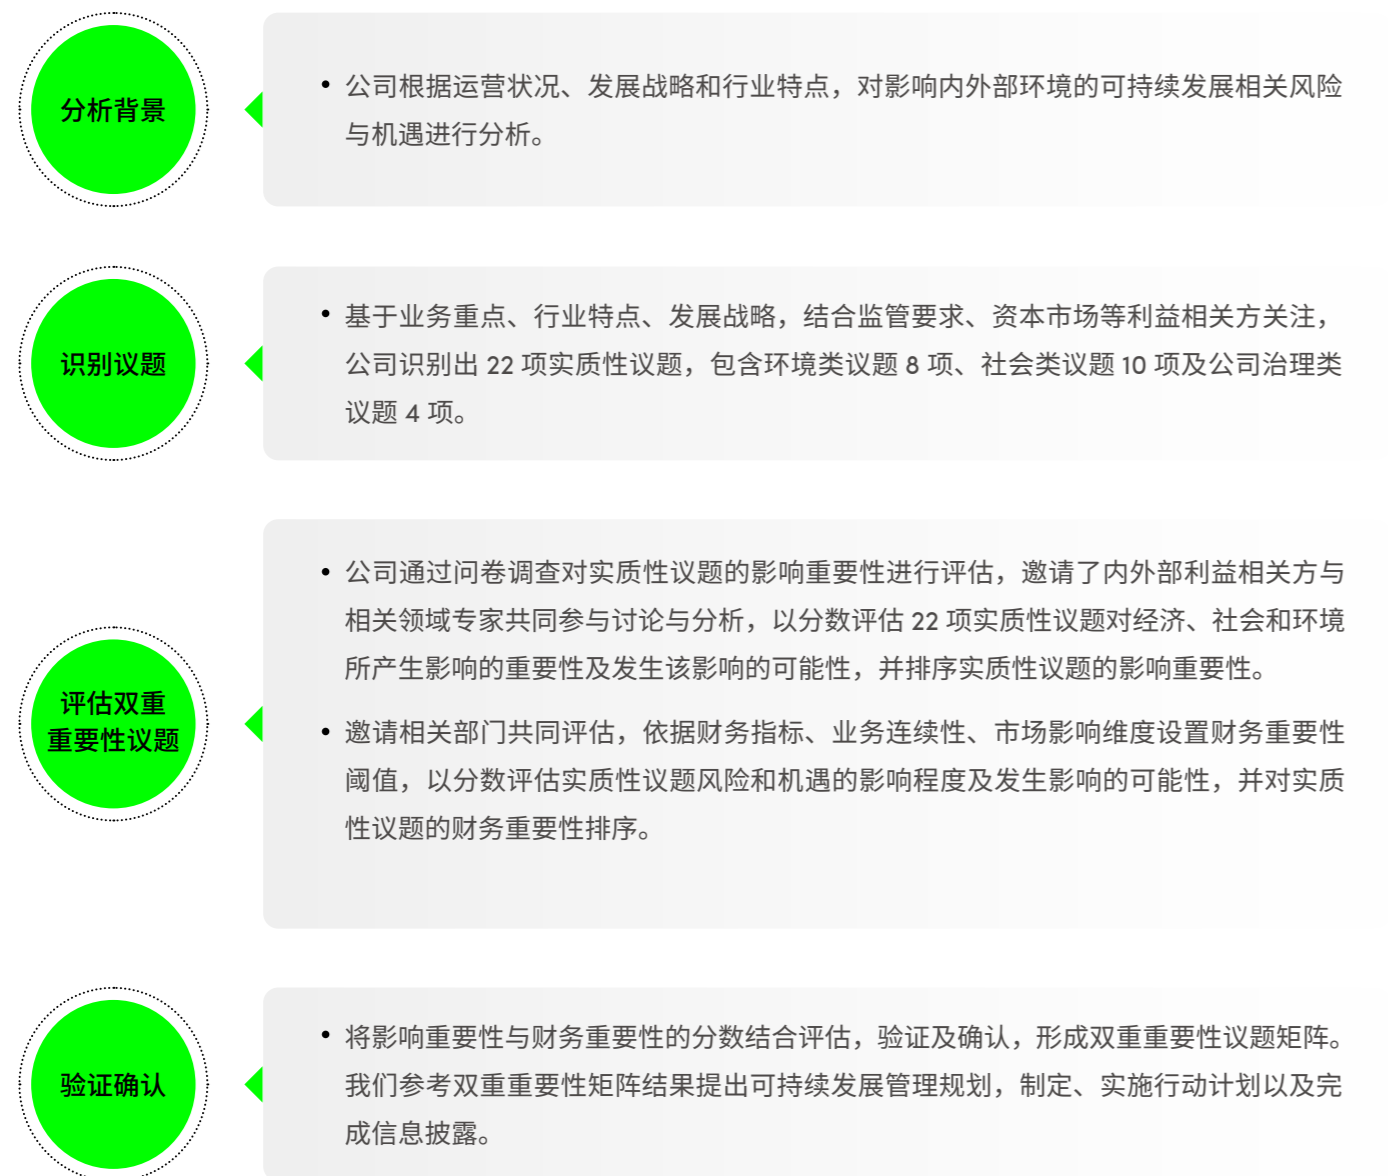 分析背景
• 公司根据运营状况、发展战略和行业特点，对影响内外部环境的可持续发展相关风险
与机遇进行分析。
识别议题
• 基于业务重点、行业特点、发展战略，结合监管要求、资本市场等利益相关方关注，
公司识别出 22 项实质性议题，包含环境类议题 8 项、社会类议题 10 项及公司治理类
议题 4 项。
评估双重
重要性议题
• 公司通过问卷调查对实质性议题的影响重要性进行评估，邀请了内外部利益相关方与
相关领域专家共同参与讨论与分析，以分数评估 22 项实质性议题对经济、社会和环境
所产生影响的重要性及发生该影响的可能性，并排序实质性议题的影响重要性。
• 邀请相关部门共同评估，依据财务指标、业务连续性、市场影响维度设置财务重要性
阈值，以分数评估实质性议题风险和机遇的影响程度及发生影响的可能性，并对实质
性议题的财务重要性排序。
验证确认
• 将影响重要性与财务重要性的分数结合评估，验证及确认，形成双重重要性议题矩阵。
我们参考双重重要性矩阵结果提出可持续发展管理规划，制定、实施行动计划以及完
成信息披露。